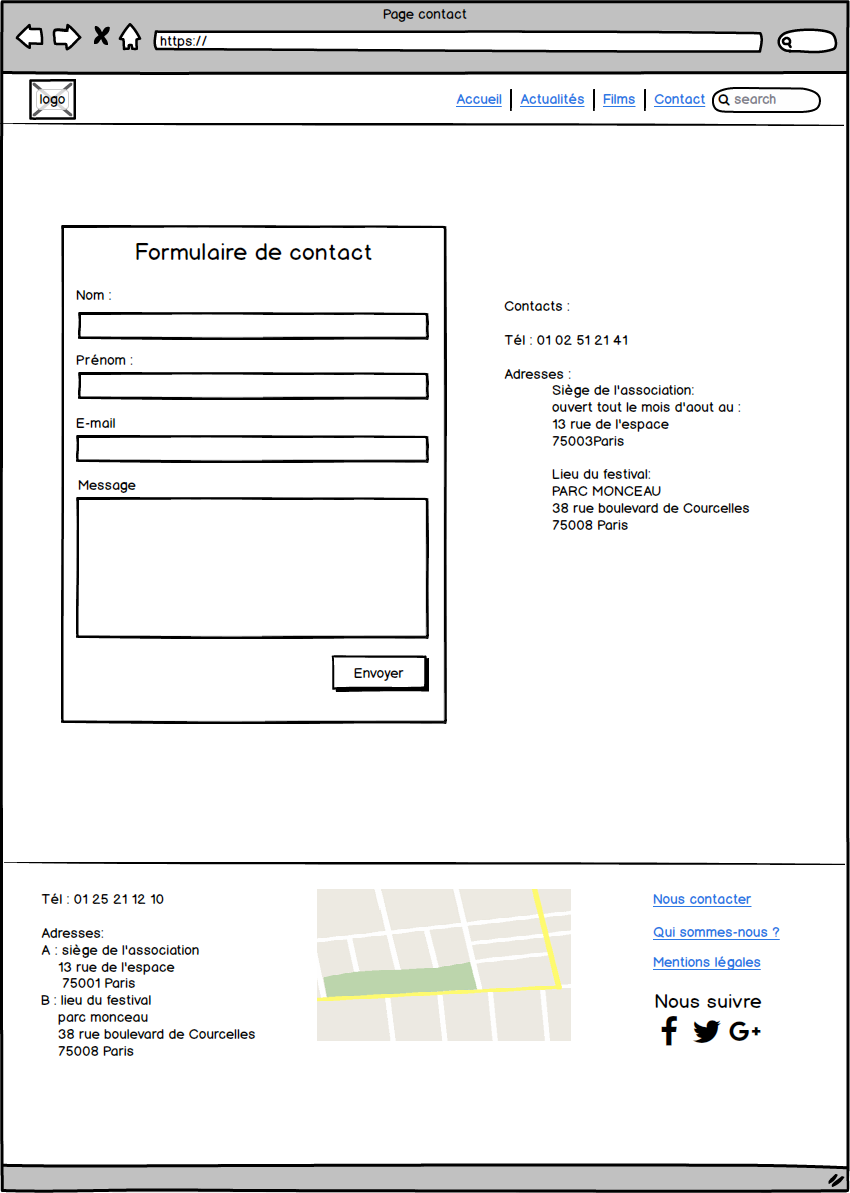 Page contact
https://
logo
Accueil
Actualités
Films
Contact
search
Formulaire de contact
Nom :
Prénom :
E-mail
Message
Envoyer
Contacts :
Tél : 01 02 51 21 41
Adresses :
Siège de l'association:
ouvert tout le mois d'aout au :
13 rue de l'espace
75003Paris
Lieu du festival:
PARC MONCEAU
38 rue boulevard de Courcelles
75008 Paris
Tél : 01 25 21 12 10
Adresses:
A : siège de l'association
13 rue de l'espace
75001 Paris
B : lieu du festival
parc monceau
38 rue boulevard de Courcelles
75008 Paris
Nous contacter
Qui sommes-nous ?
Mentions légales
Nous suivre
G+